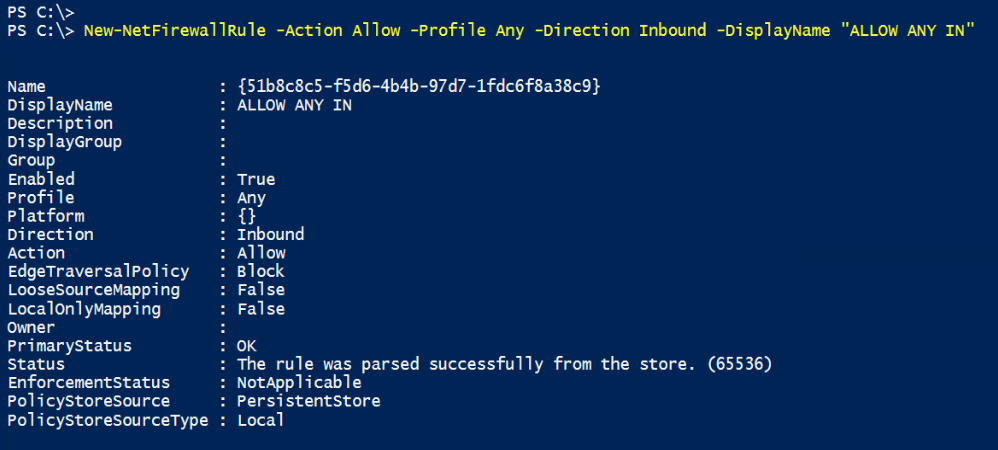 PS C:\>
PS C:\> New-NetFirewallRule -Action Allow -Profile Any -Direction Inbound -DisplayName "ALLOW ANY IN"
Name                  : {51b8c8c5-f5d6-4b4b-97d7-1fdc6f8a38c9}
DisplayName           : ALLOW ANY IN
Description           :
DisplayGroup          :
Group                 :
Enabled               : True
Profile               : Any
Platform              : {}
Direction             : Inbound
Action                : Allow
EdgeTraversalPolicy   : Block
LooseSourceMapping    : False
LocalOnlyMapping      : False
Owner                 :
PrimaryStatus         : OK
Status                : The rule was parsed successfully from the store. (65536)
EnforcementStatus     : NotApplicable
PolicyStoreSource     : PersistentStore
PolicyStoreSourceType : Local